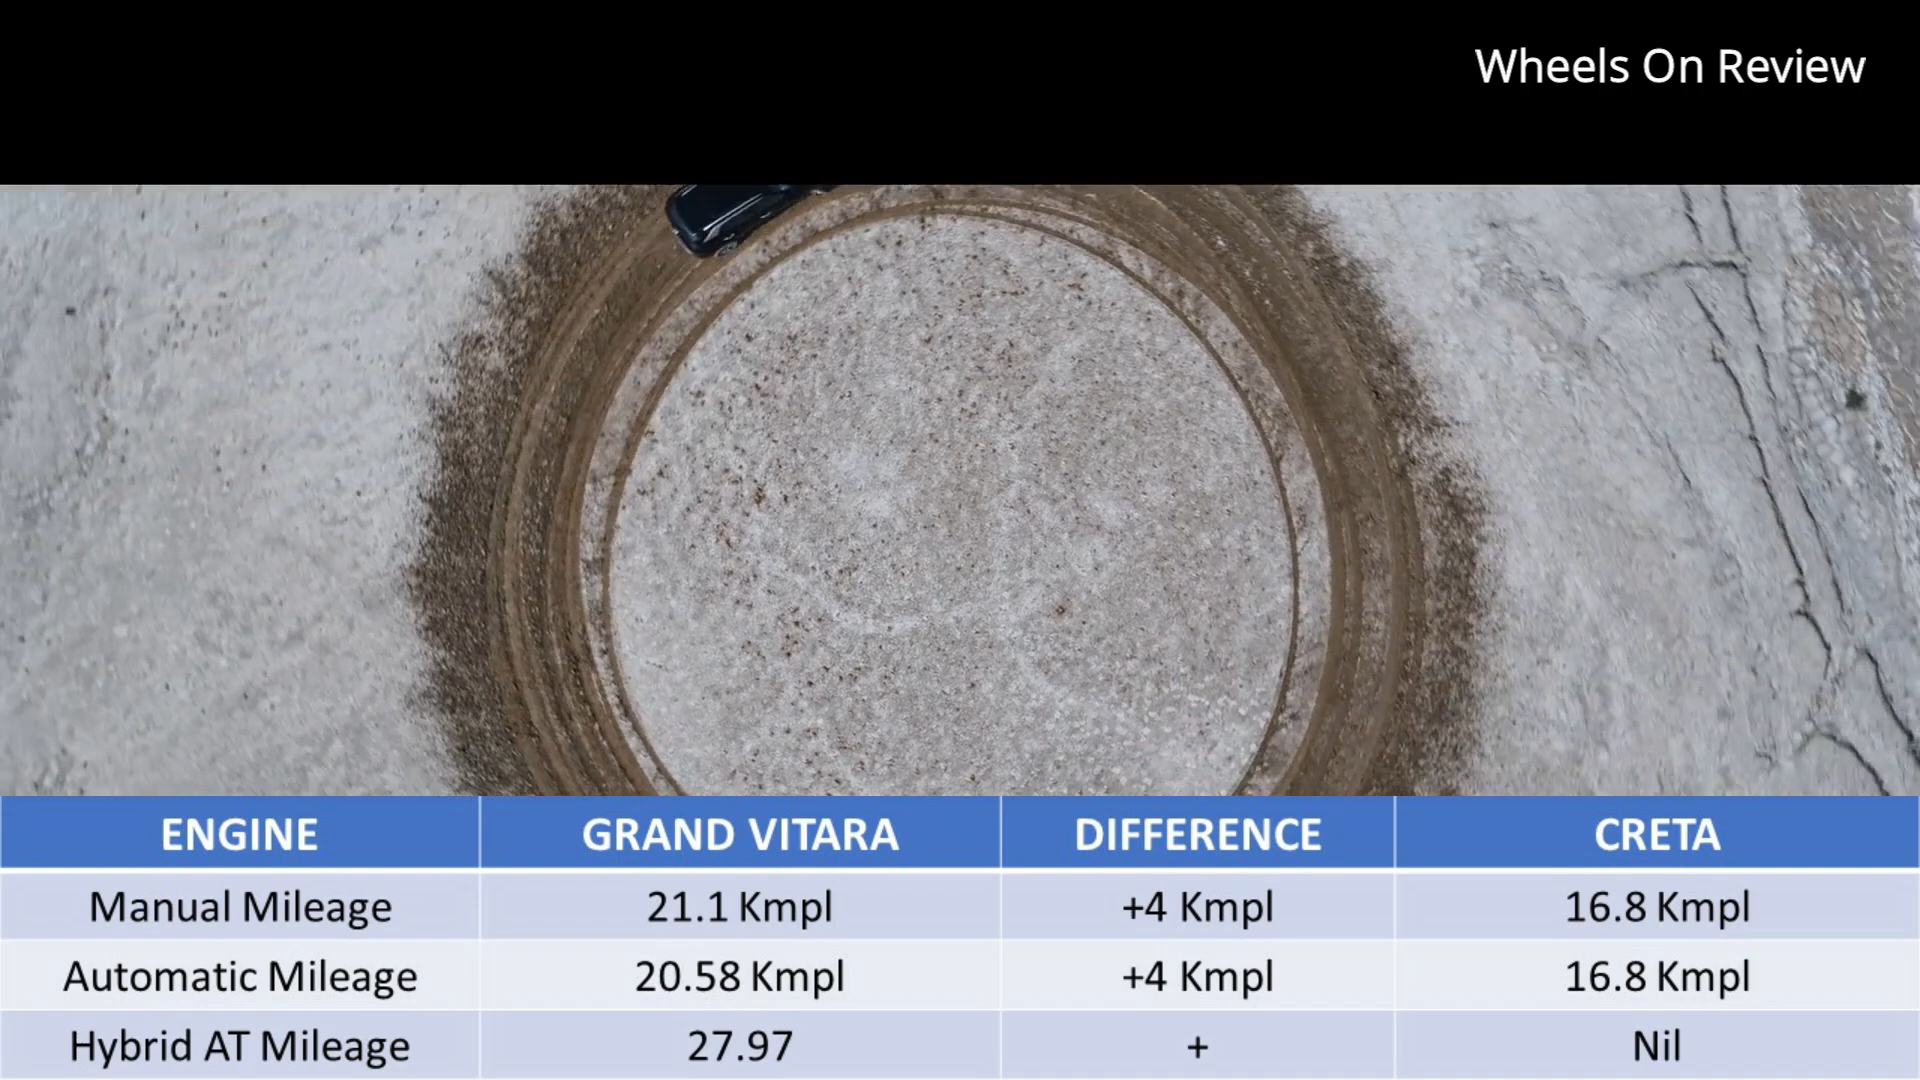 Wheels On Review
ENGINE GRAND VITARA DIFFERENCE CRETA
Manual Mileage 21.1 Kmpl +4 Kmpl 16.8 Kmpl
Automatic Mileage 20.58 Kmpl +4 Kmpl 16.8 Kmpl
Hybrid AT Mileage 27.97 + Nil